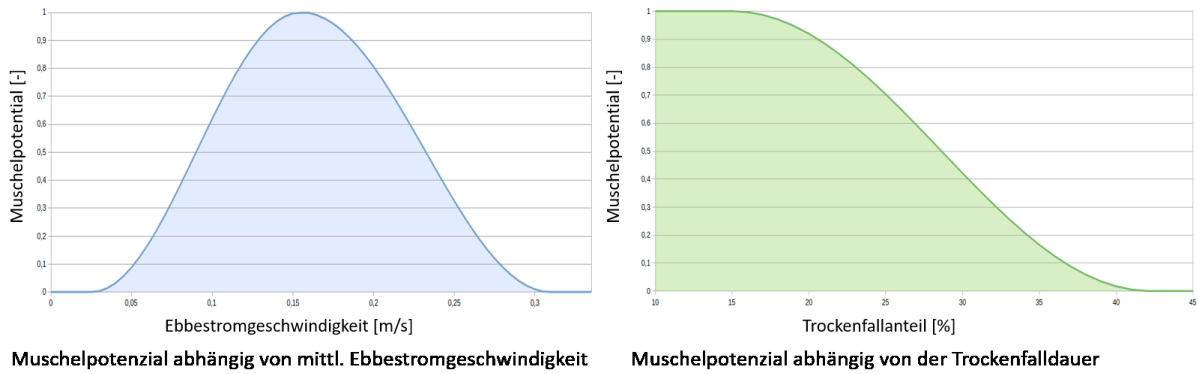 1
0,9
0,8
0,7
0,6
0,5
0,4
0,3
0,2
0,1
0
Muschelpotential [-]
0 0,05 0,1 0,15 0,2 0,25 0,3
Ebbestromgeschwindigkeit [m/s]
Muschelpotenzial abhängig von mittl. Ebbestromgeschwindigkeit
1
0,9
0,8
0,7
0,6
0,5
0,4
0,3
0,2
0,1
0
Muschelpotential [-]
10 15 20 25 30 35 40 45
Trockenfallanteil [%]
Muschelpotenzial abhängig von der Trockenfalldauer